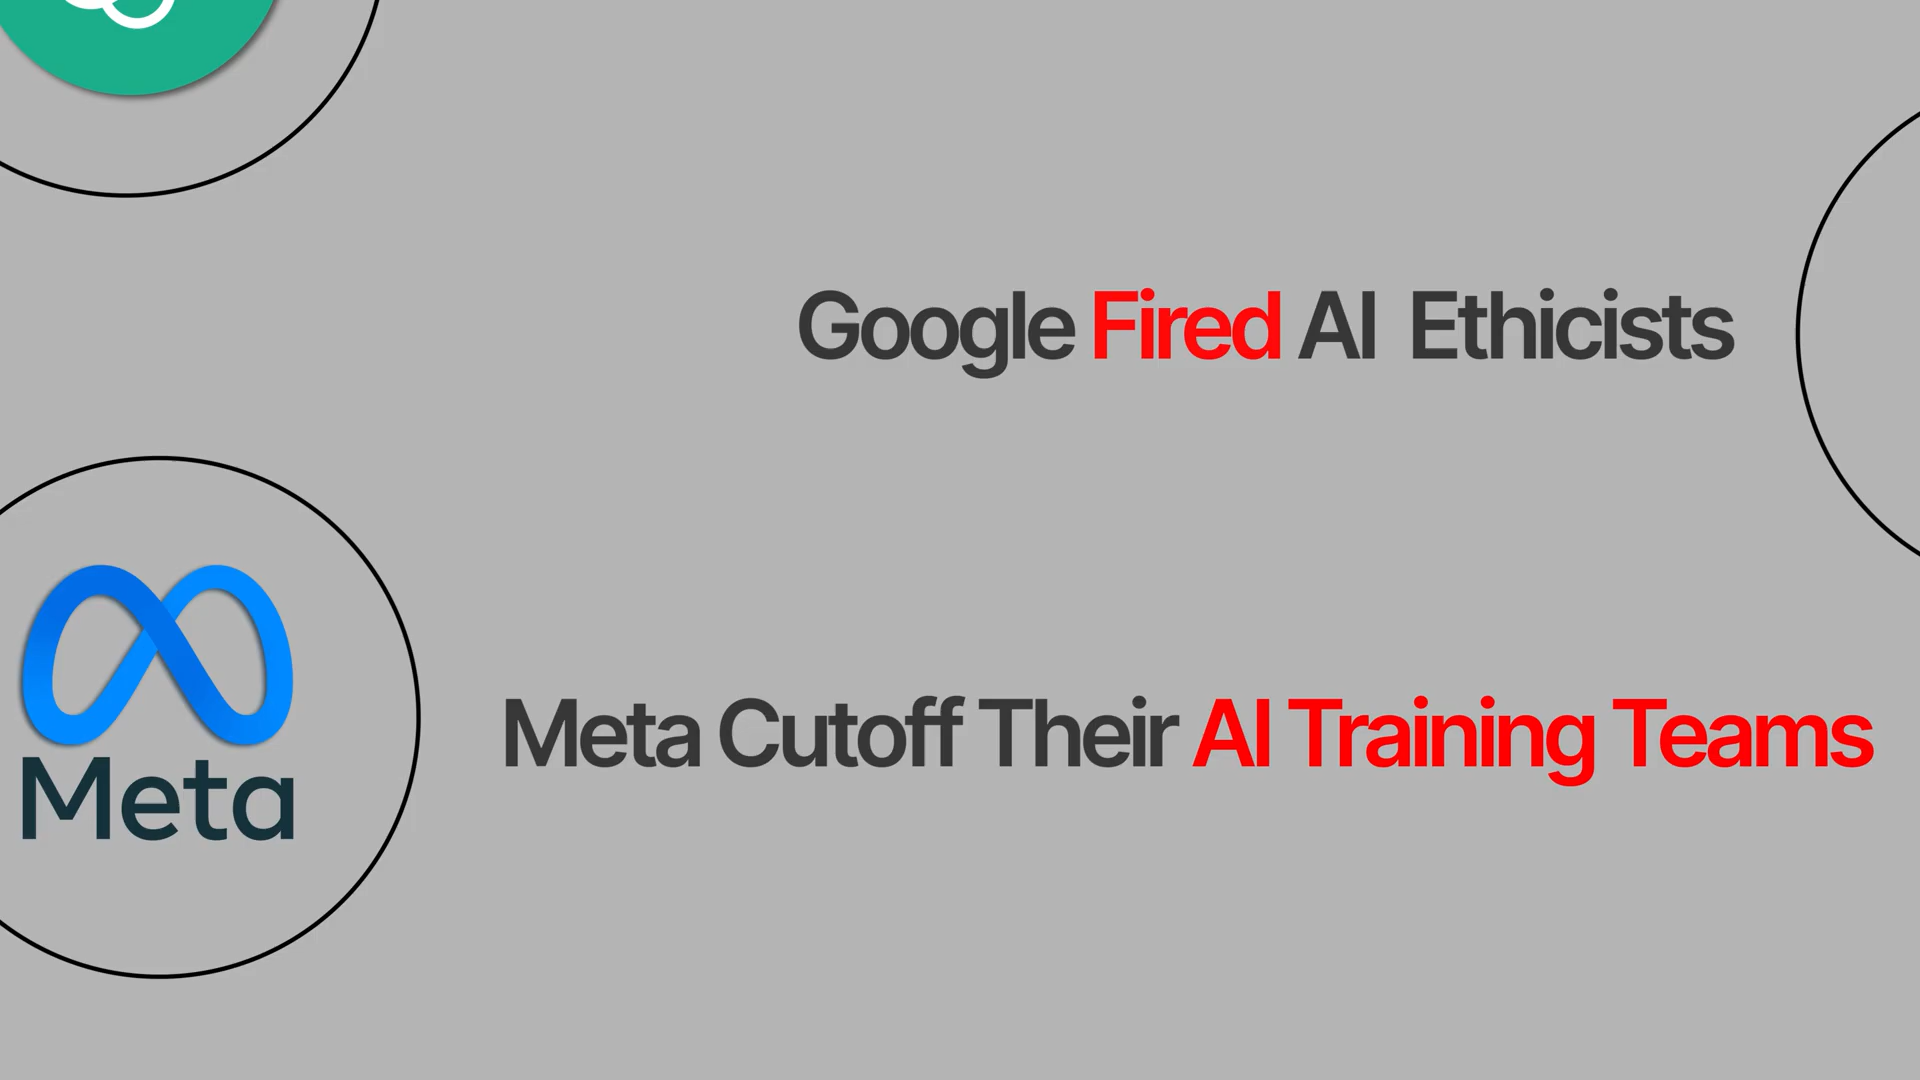 Google Fired AI Ethicists
Meta
Meta Cutoff Their AI Training Teams